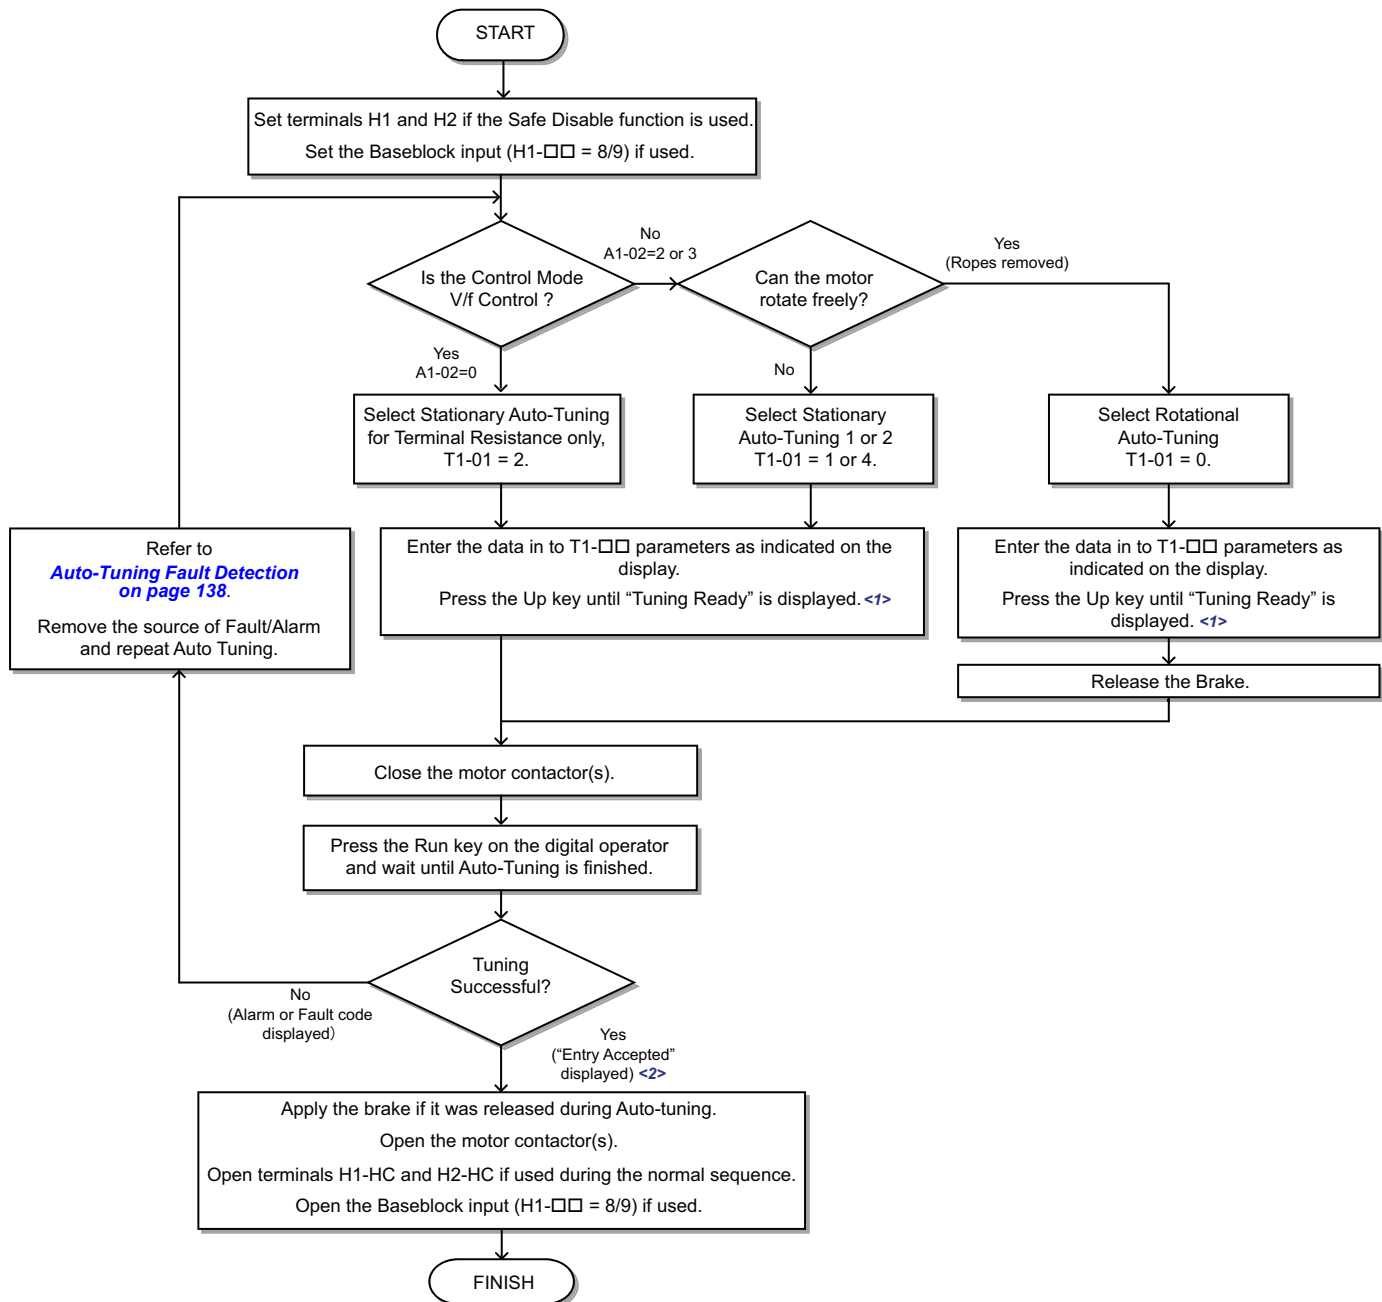 START
Set terminals H1 and H2 if the Safe Disable function is used.
Set the Baseblock input (H1-□□ = 8/9) if used.
Is the Control Mode
V/f Control ?
No
A1-02=2 or 3
Can the motor
rotate freely?
Yes
(Ropes removed)
Yes
A1-02=0
No
Select Stationary Auto-Tuning
for Terminal Resistance only,
T1-01 = 2.
Select Stationary
Auto-Tuning 1 or 2
T1-01 = 1 or 4.
Select Rotational
Auto-Tuning
T1-01 = 0.
Refer to
Auto-Tuning Fault Detection
on page 138.
Remove the source of Fault/Alarm
and repeat Auto Tuning.
Enter the data in to T1-□□ parameters as indicated on the
display.
Press the Up key until “Tuning Ready” is displayed. <1>
Enter the data in to T1-□□ parameters as
indicated on the display.
Press the Up key until “Tuning Ready” is
displayed. <1>
Release the Brake.
Close the motor contactor(s).
Press the Run key on the digital operator
and wait until Auto-Tuning is finished.
Tuning
Successful?
No
(Alarm or Fault code
displayed)
Yes
(“Entry Accepted”
displayed) <2>
Apply the brake if it was released during Auto-tuning.
Open the motor contactor(s).
Open terminals H1-HC and H2-HC if used during the normal sequence.
Open the Baseblock input (H1-□□ = 8/9) if used.
FINISH